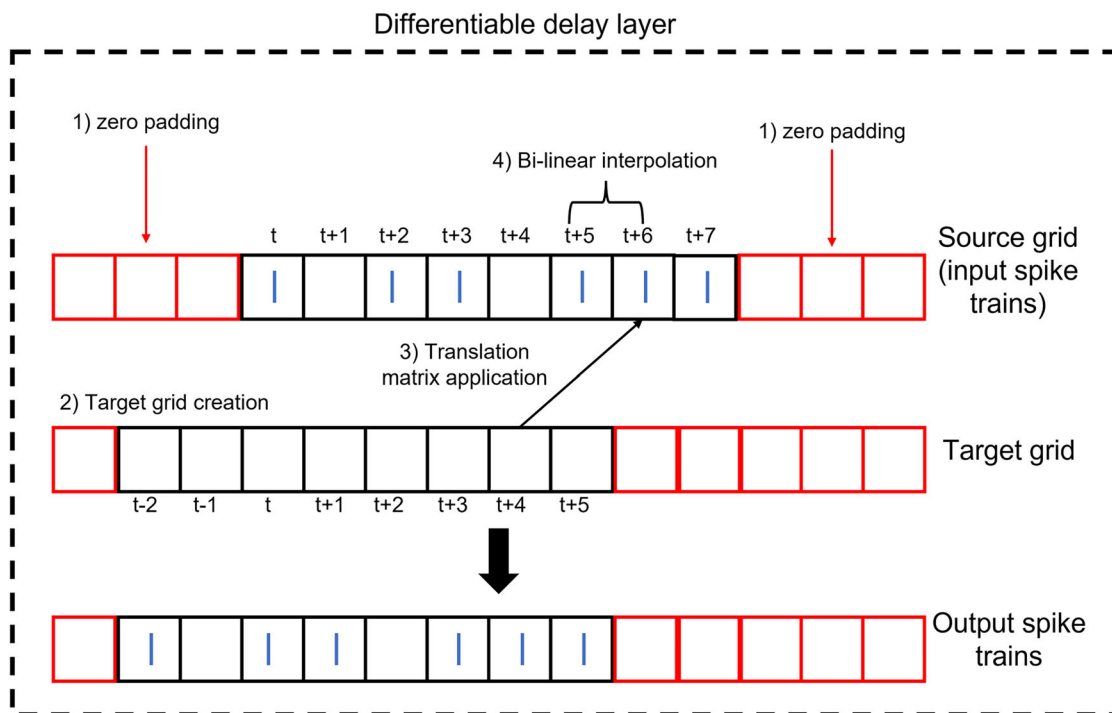 Differentiable delay layer
1) zero padding
1) zero padding
4) Bi-linear interpolation
t t+1 t+2 t+3 t+4 t+5 t+6 t+7
Source grid
(input spike
trains)
3) Translation
matrix application
2) Target grid creation
Target grid
t-2 t-1 t t+1 t+2 t+3 t+4 t+5
Output spike
trains